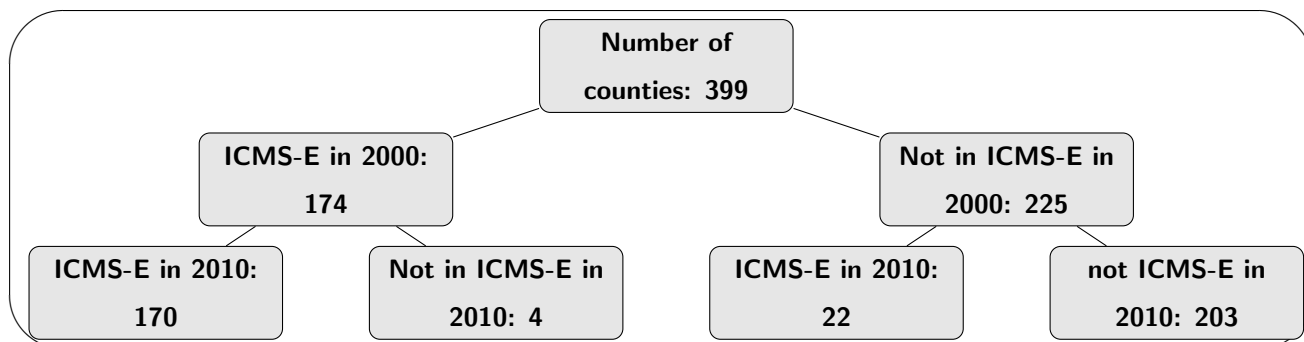 Number of
counties: 399
ICMS-E in 2000:
174
Not in ICMS-E in
2000: 225
ICMS-E in 2010:
170
Not in ICMS-E in
2010: 4
ICMS-E in 2010:
22
not ICMS-E in
2010: 203